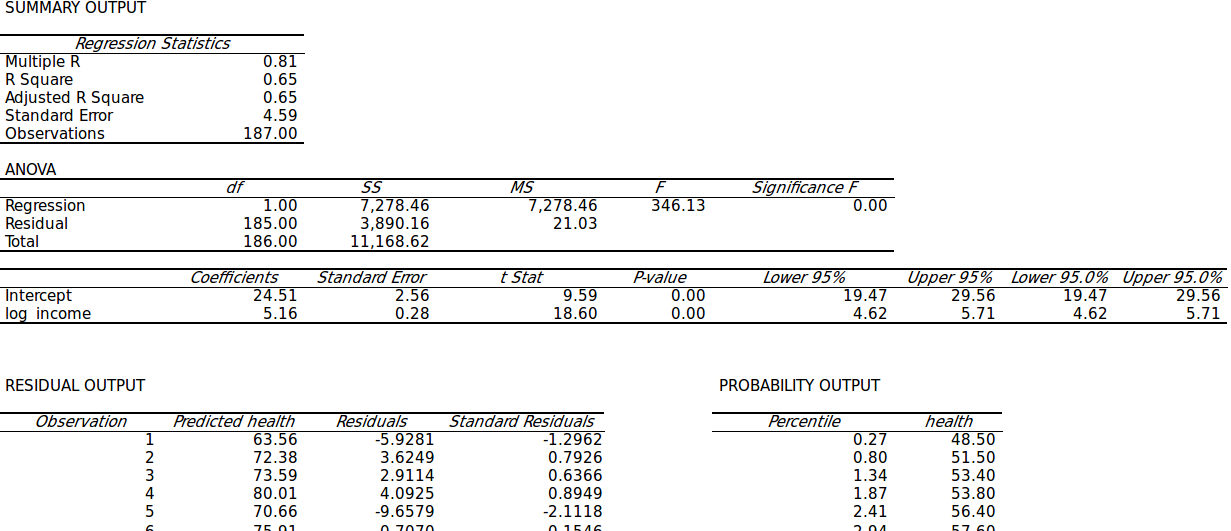 SUMMARY OUTPUT
Regression Statistics
Multiple R 0.81
R Square 0.65
Adjusted R Square 0.65
Standard Error 4.59
Observations 187.00
ANOVA
df SS MS F Significance F
Regression 1.00 7,278.46 7,278.46 346.13 0.00
Residual 185.00 3,890.16 21.03
Total 186.00 11,168.62
Coefficients Standard Error t Stat P-value Lower 95% Upper 95% Lower 95.0% Upper 95.0%
Intercept 24.51 2.56 9.59 0.00 19.47 29.56 19.47 29.56
log_income 5.16 0.28 18.60 0.00 4.62 5.71 4.62 5.71
RESIDUAL OUTPUT PROBABILITY OUTPUT
Observation Predicted health Residuals Standard Residuals Percentile health
1 63.56 -5.9281 -1.2962 0.27 48.50
2 72.38 3.6249 0.7926 0.80 51.50
3 73.59 2.9114 0.6366 1.34 53.40
4 80.01 4.0925 0.8949 1.87 53.80
5 70.66 -9.6579 -2.1118 2.41 56.40
6 75.91 0.7070 0.1546 2.94 57.60